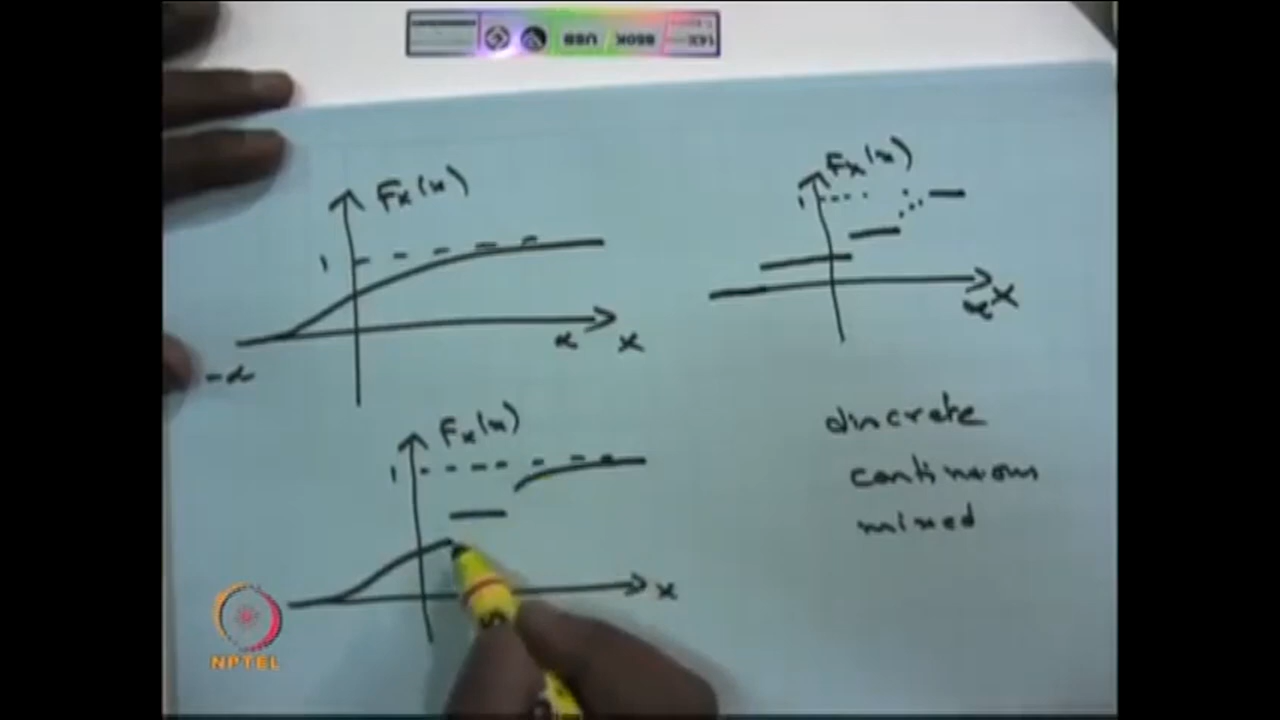 Fx(x)
1
-∝
∝ x
Fx(x)
1
∝ x
Fx(x)
1
x
discrete
continuous
mixed
NPTEL